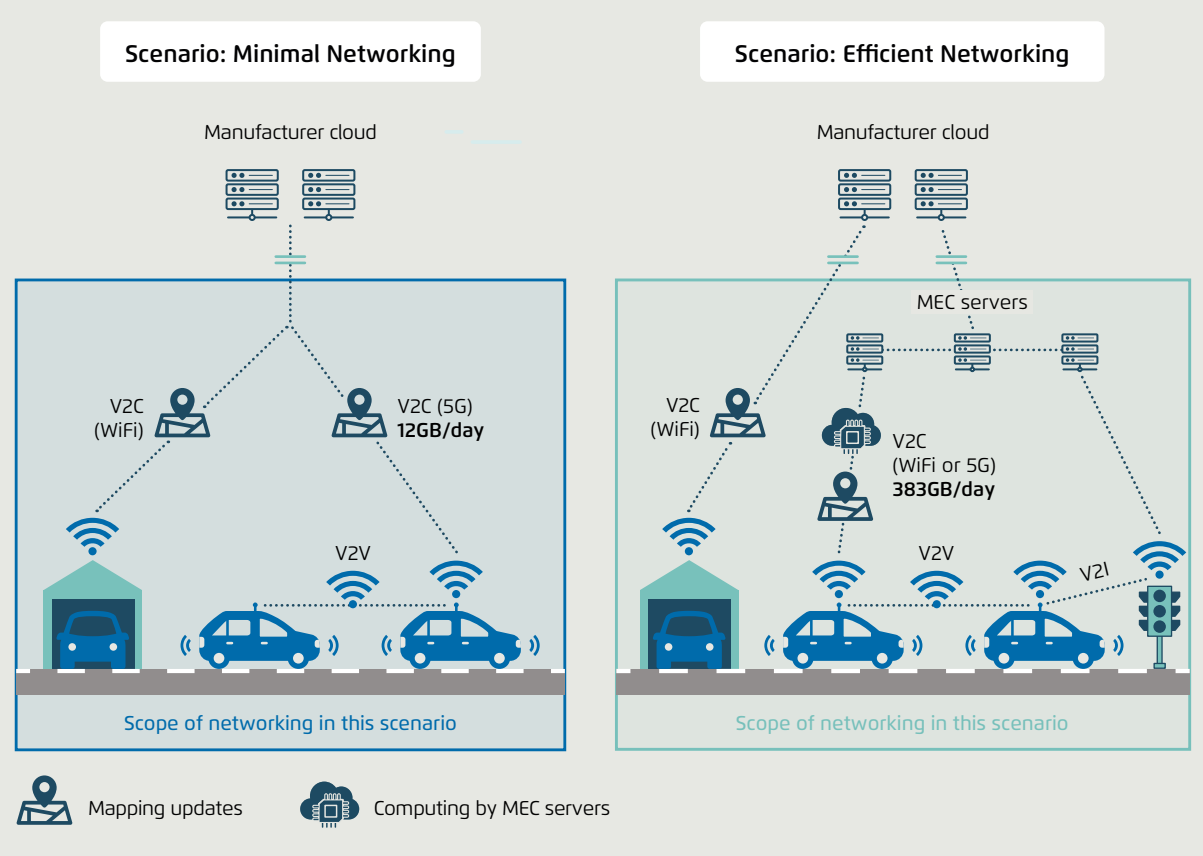 Scenario: Minimal Networking
Manufacturer cloud
V2C
(WiFi)
V2C (5G)
12GB/day
V2V
Scope of networking in this scenario
Scenario: Efficient Networking
Manufacturer cloud
MEC servers
V2C
(WiFi)
V2C
(WiFi or 5G)
383GB/day
V2V
V2I
Scope of networking in this scenario
Mapping updates
Computing by MEC servers